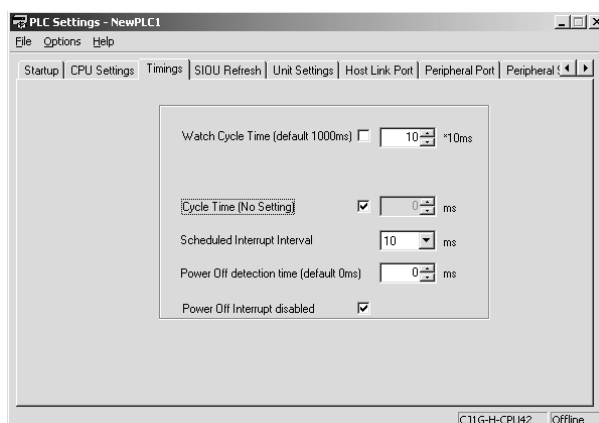 PLC Settings - NewPLC1
File Options Help
Startup CPU Settings Timings SIOU Refresh Unit Settings Host Link Port Peripheral Port Peripheral S
Watch Cycle Time (default 1000ms) 10 *10ms
Cycle Time (No Setting) 0 ms
Scheduled Interrupt Interval 10 ms
Power Off detection time (default 0ms) 0 ms
Power Off Interrupt disabled
CJ1G-H-CPU42 Offline